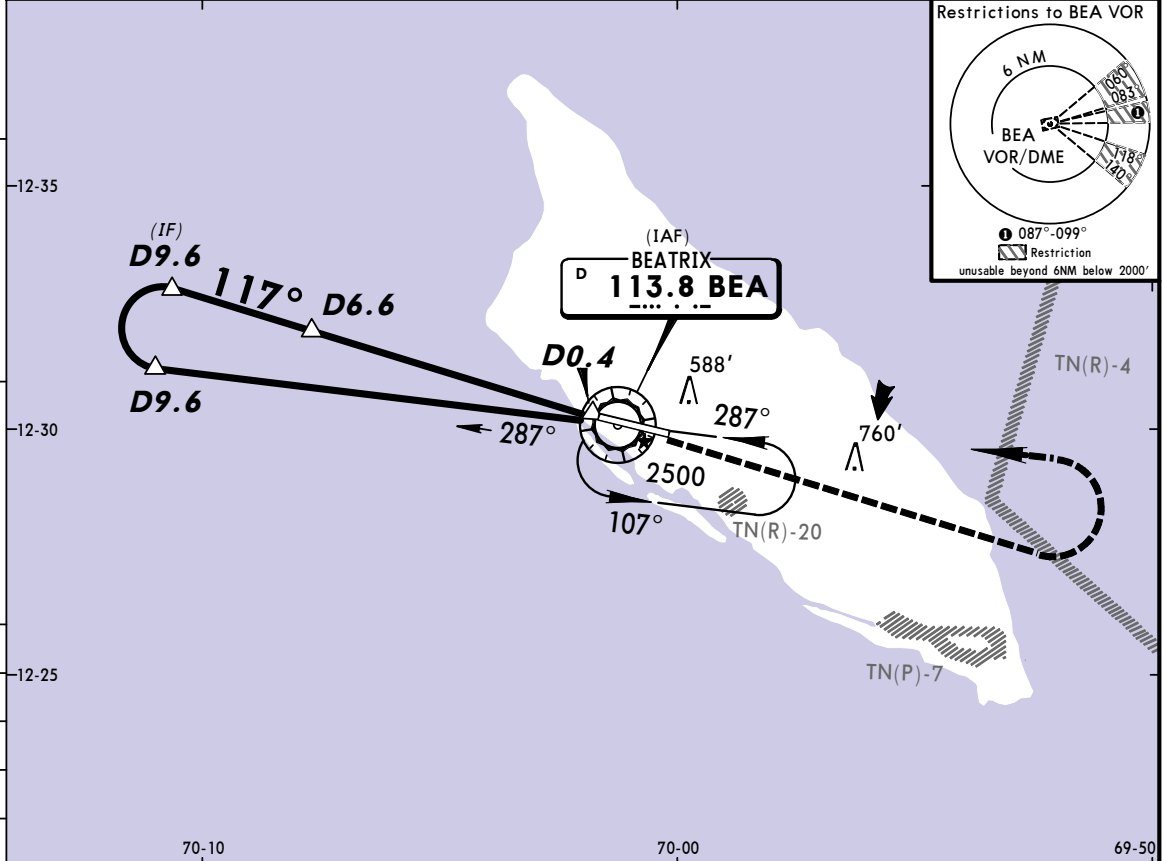 Restrictions to BEA VOR
6 NM
060°
083°
❶
BEA
VOR/DME
118°
140°
❶ 087°-099°
Restriction
unusable beyond 6NM below 2000'
12-35
(IF)
D9.6
117°
D6.6
(IAF)
BEATRIX
D 113.8 BEA
D0.4
588'
TN(R)-4
D9.6
287°
287°
760'
12-30
2500
107°
TN(R)-20
12-25
TN(P)-7
70-10
70-00
69-50